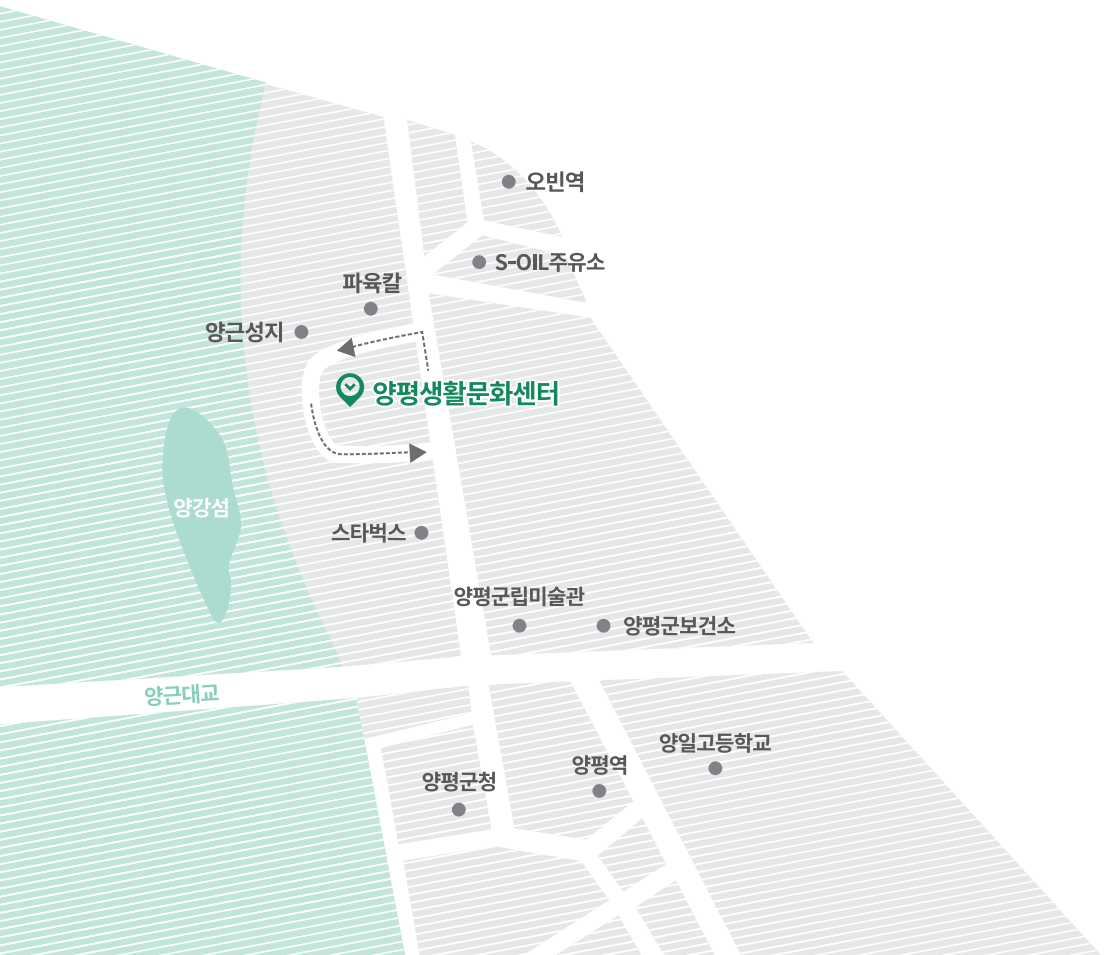 오빈역
S-OIL주유소
파육칼
양근성지
양평생활문화센터
양강섬
스타벅스
양평군립미술관
양평군보건소
양근대교
양일고등학교
양평역
양평군청